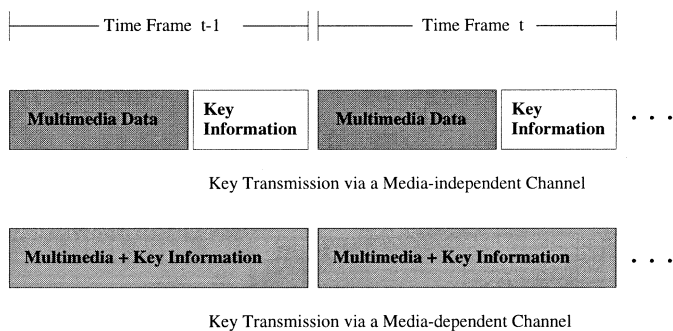 Time Frame t-1
Time Frame t
Multimedia Data
Key
Information
Multimedia Data
Key
Information
. . .
Key Transmission via a Media-independent Channel
Multimedia + Key Information
Multimedia + Key Information
. . .
Key Transmission via a Media-dependent Channel